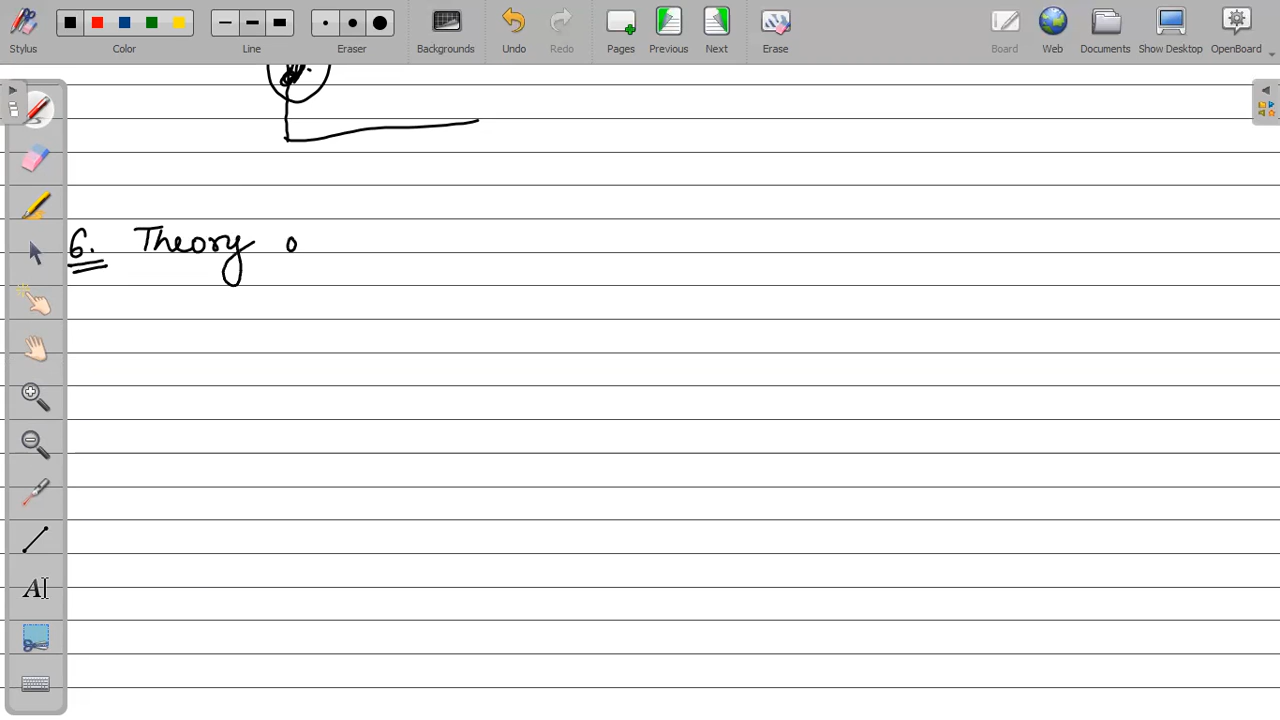 Stylus
Color
Line
Eraser
Backgrounds
Undo
Redo
Pages
Previous
Next
Erase
Board
Web
Documents
Show Desktop
OpenBoard
6. Theory o